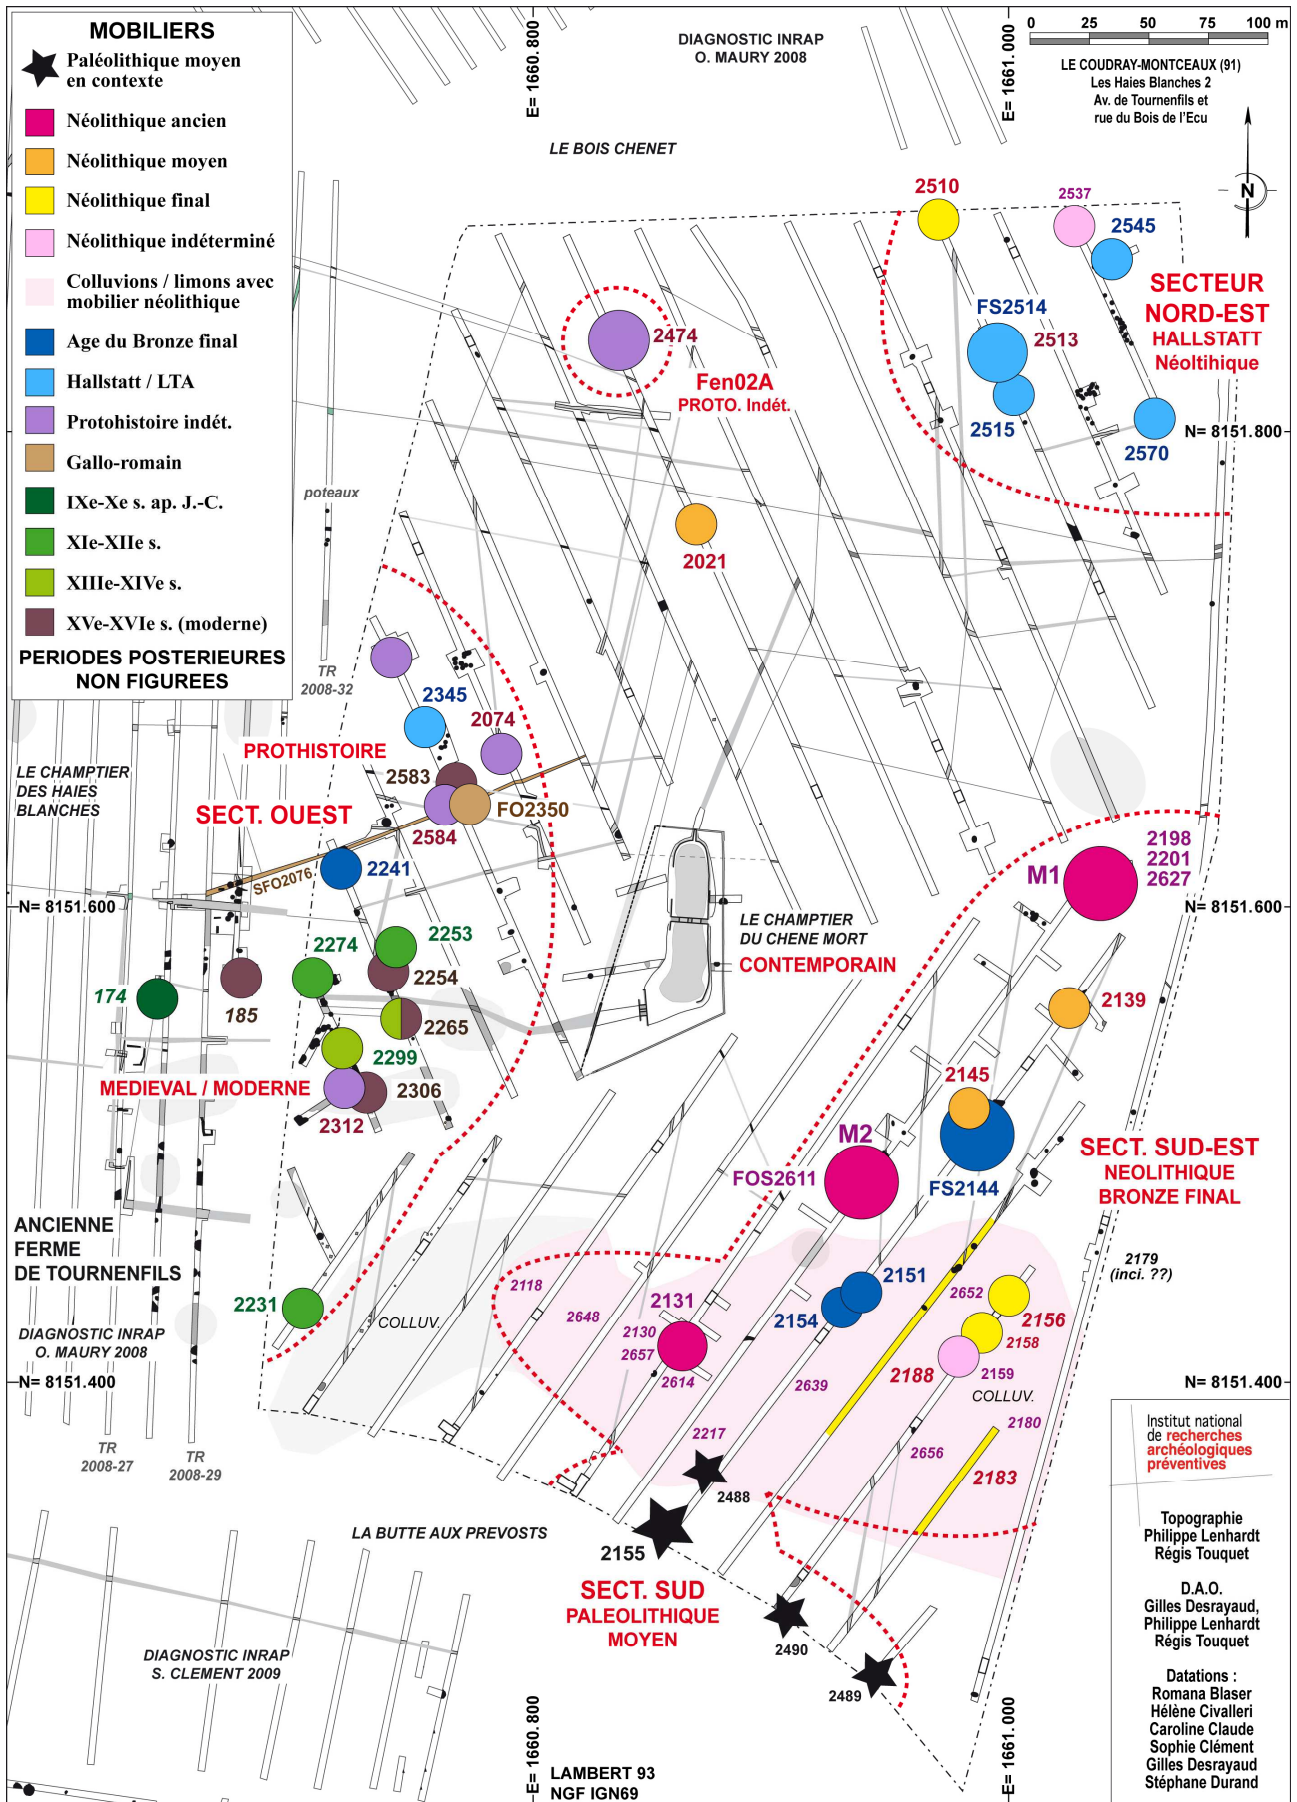 MOBILIERS
Paléolithique moyen
en contexte
Néolithique ancien
Néolithique moyen
Néolithique final
Néolithique indéterminé
Colluvions / limons avec
mobilier néolithique
Age du Bronze final
Hallstatt / LTA
Protohistoire indét.
Gallo-romain
IXe-Xe s. ap. J.-C.
XIe-XIIe s.
XIIIe-XIVe s.
XVe-XVIe s. (moderne)
PERIODES POSTERIEURES
NON FIGUREES
E= 1660. 800
DIAGNOSTIC INRAP
O. MAURY 2008
E= 1661.000
0 25 50 75 100 m
LE COUDRAY-MONTCEAUX (91)
Les Haies Blanches 2
Av. de Tournenfils et
rue du Bois de l'Ecu
N
LE BOIS CHENET
2510
2537
2545
SECTEUR
NORD-EST
HALLSTATT
Néoltihique
FS2514
2513
2515
2570
N= 8151.800
2474
Fen02A
PROTO. Indét.
2021
poteaux
TR
2008-32
2345
2074
PROTHISTOIRE
2583
FO2350
2584
SECT. OUEST
LE CHAMPTIER
DES HAIES
BLANCHES
2241
SFO2076
N= 8151.600
2198
2201
2627
M1
N= 8151.600
2274
2253
2254
174
185
2265
2299
MEDIEVAL / MODERNE
2306
2312
LE CHAMPTIER
DU CHENE MORT
CONTEMPORAIN
2139
2145
M2
FOS2611
FS2144
SECT. SUD-EST
NEOLITHIQUE
BRONZE FINAL
2179
(inci. ??)
ANCIENNE
FERME
DE TOURNENFILS
2231
COLLUV.
DIAGNOSTIC INRAP
O. MAURY 2008
N= 8151.400
2118
2648
2131
2130
2657
2614
2151
2154
2652
2156
2158
2188
2159
2639
COLLUV.
N= 8151.400
2180
2217
2656
2183
2488
2155
TR
2008-27
TR
2008-29
LA BUTTE AUX PREVOSTS
SECT. SUD
PALEOLITHIQUE
MOYEN
2490
2489
DIAGNOSTIC INRAP
S. CLEMENT 2009
E= 1660.800
E= 1661.000
LAMBERT 93
NGF IGN69
Institut national
de recherches
archéologiques
préventives
Topographie
Philippe Lenhardt
Régis Touquet
D.A.O.
Gilles Desrayaud,
Philippe Lenhardt
Régis Touquet
Datations :
Romana Blaser
Hélène Civalleri
Caroline Claude
Sophie Clément
Gilles Desrayaud
Stéphane Durand